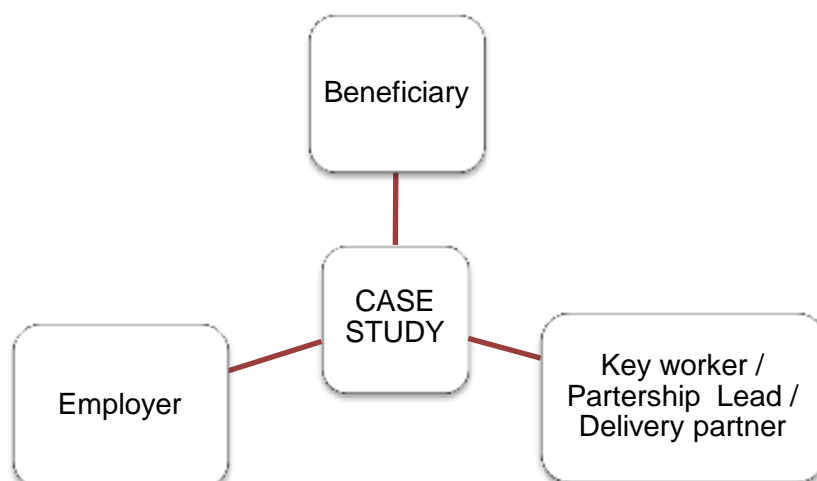 Beneficiary
CASE
STUDY
Employer
Key worker /
Partership Lead /
Delivery partner